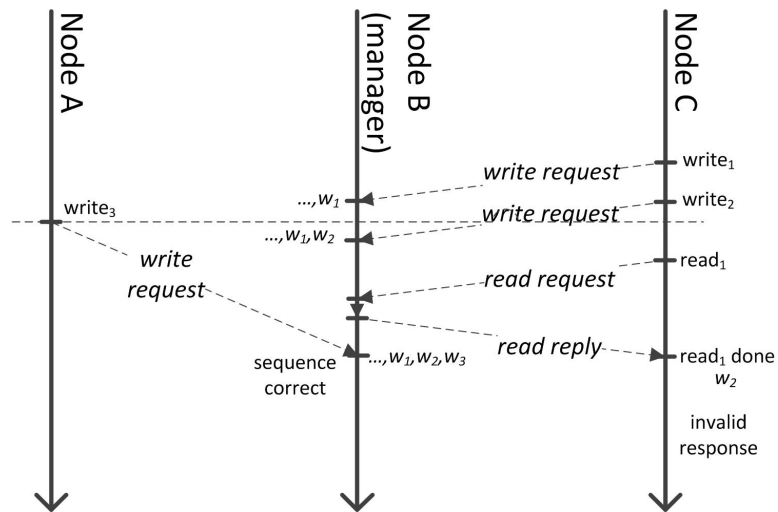 Node A
Node B
(manager)
Node C
write request
write₁
...,w₁
write₃
write request
write₂
...,w₁,w₂
write
request
read request
read₁
read reply
sequence
correct
...,w₁,w₂,w₃
read₁ done
w₂
invalid
response